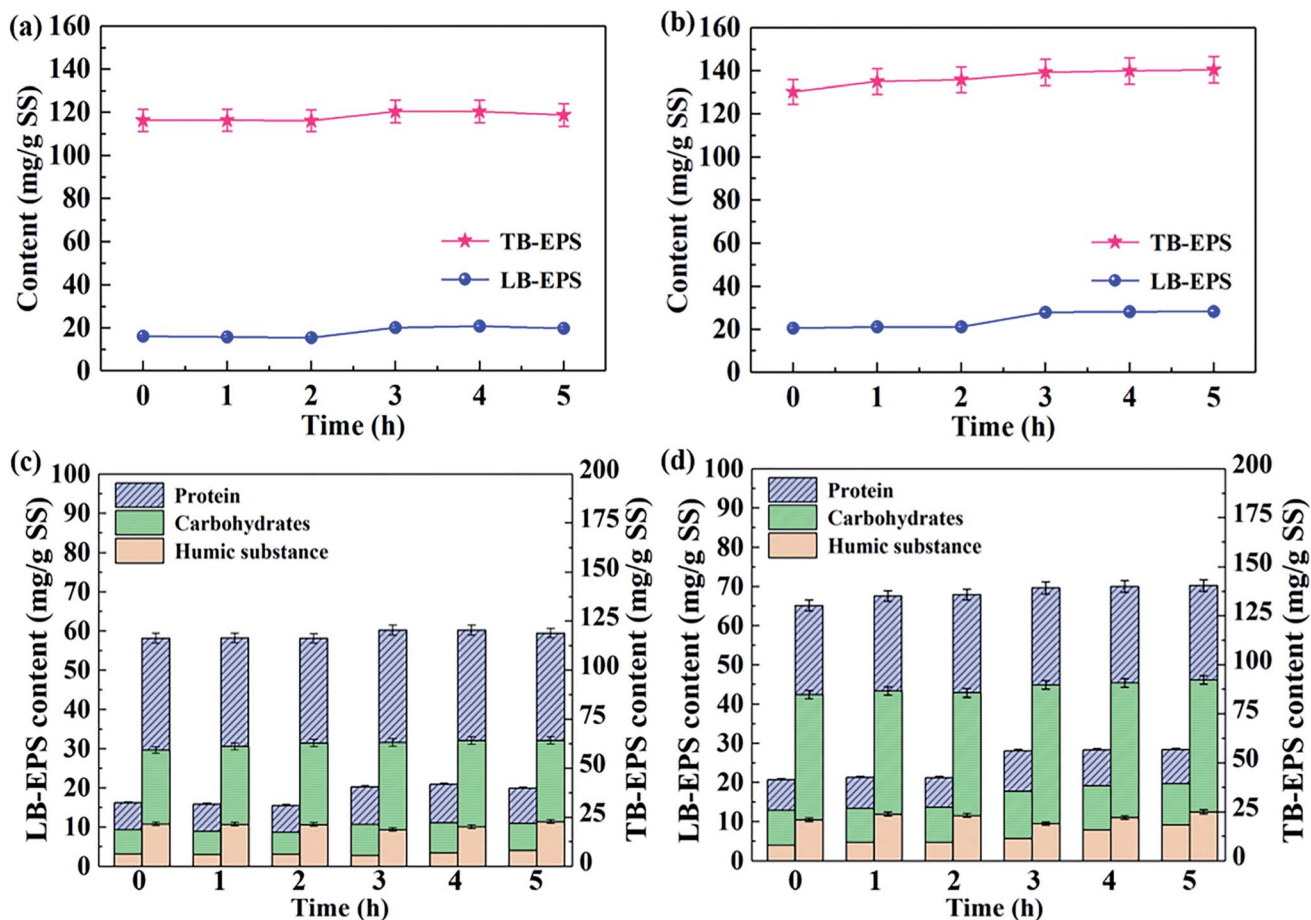 (a)
160
140
120
100
80
60
40
20
0
Content (mg/g SS)
TB-EPS
LB-EPS
0 1 2 3 4 5
Time (h)
(b)
160
140
120
100
80
60
40
20
0
Content (mg/g SS)
TB-EPS
LB-EPS
0 1 2 3 4 5
Time (h)
(c)
100
90
80
70
60
50
40
30
20
10
0
LB-EPS content (mg/g SS)
Protein
Carbohydrates
Humic substance
200
175
150
125
100
75
50
25
0
TB-EPS content (mg/g SS)
0 1 2 3 4 5
Time (h)
(d)
100
90
80
70
60
50
40
30
20
10
0
LB-EPS content (mg/g SS)
Protein
Carbohydrates
Humic substance
200
175
150
125
100
75
50
25
0
TB-EPS content (mg/g SS)
0 1 2 3 4 5
Time (h)